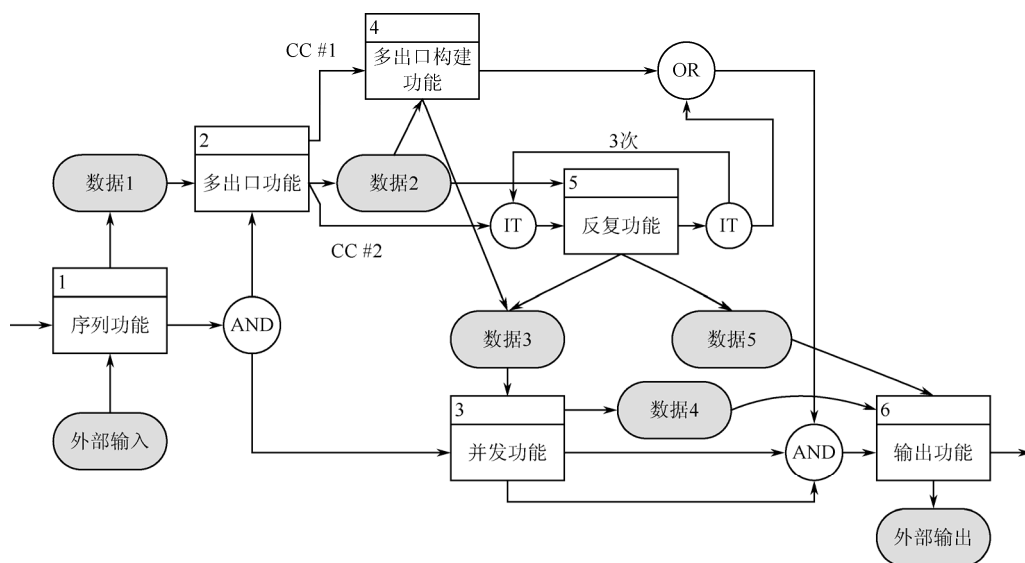 4
CC #1
多出口构建
功能
OR
2
3次
数据1
多出口功能
数据2
5
IT
反复功能
IT
CC #2
1
序列功能
AND
数据3
数据5
3
数据4
6
外部输入
并发功能
AND
输出功能
外部输出